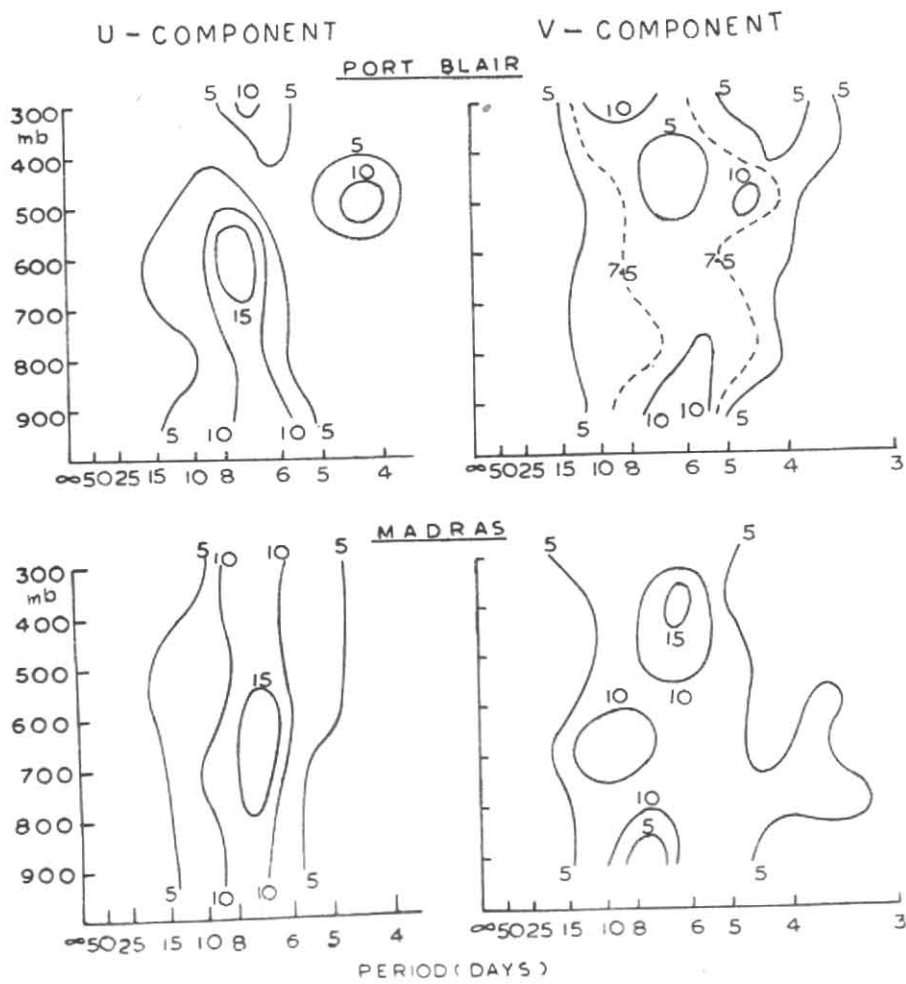 U-COMPONENT V-COMPONENT
PORT BLAIR
5 10 5 5 10 5 5
300
mb
400 5 5
10 10
500
600 7.5 7.5
700 15
800
900 5 10 10 5 5 10 10 5
∞ 50 25 15 10 8 6 5 4 ∞ 50 25 15 10 8 6 5 4 3
MADRAS
5 10 10 5 5 5
300
mb
400
15
500
15 10 10
600
700
800 10
5
900 5 10 10 5 5 5
∞ 50 25 15 10 8 6 5 4 ∞ 50 25 15 10 8 6 5 4 3
PERIOD (DAYS)